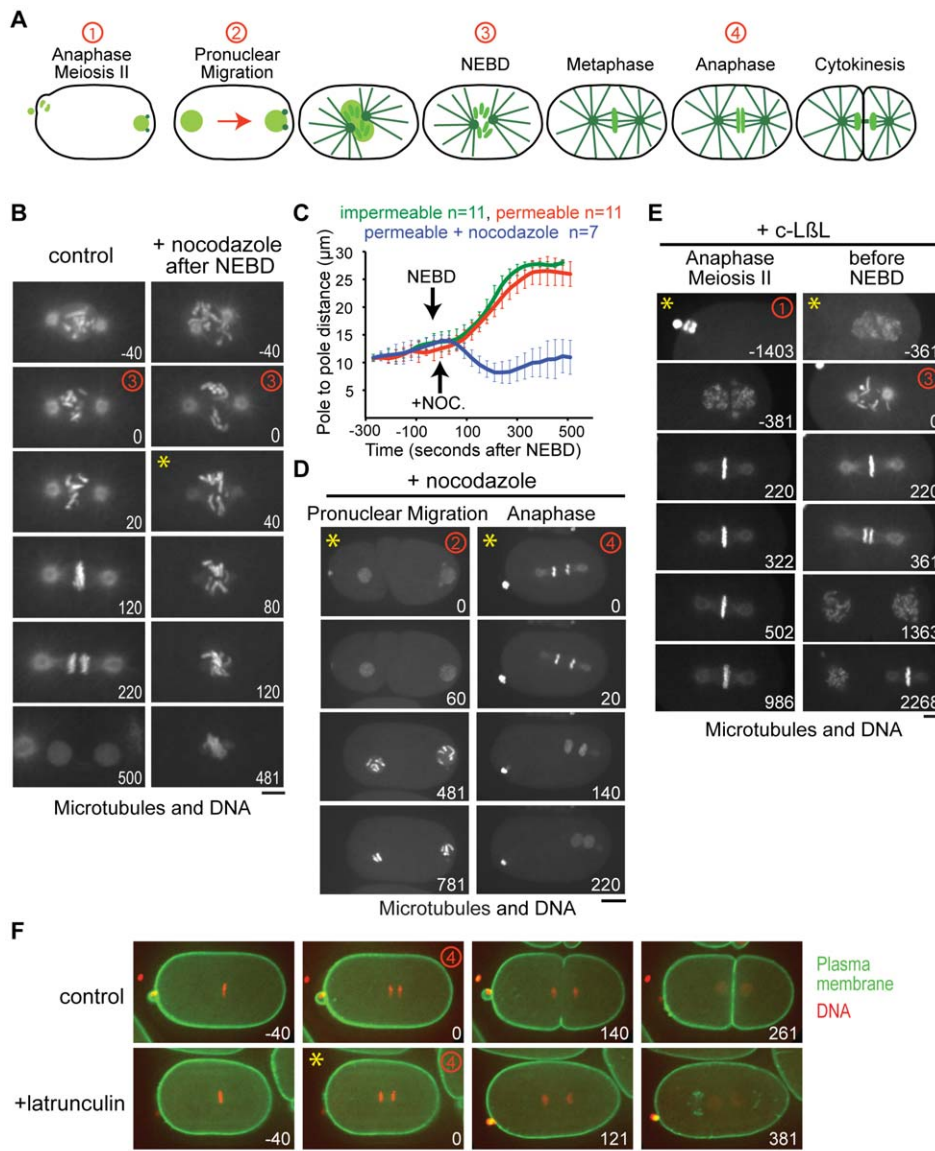 A
① ② ③ ④
Anaphase
Meiosis II
Pronuclear
Migration
NEBD
Metaphase
Anaphase
Cytokinesis
B
control
+ nocodazole
after NEBD
-40
-40
③
0
③
0
*
20
40
120
80
220
120
500
481
Microtubules and DNA
C
impermeable n=11, permeable n=11
permeable + nocodazole n=7
Pole to pole distance (µm)
30
25
20
15
10
5
NEBD
+NOC.
-300
-100
100
300
500
Time (seconds after NEBD)
D
+ nocodazole
Pronuclear Migration
Anaphase
*
②
0
*
④
0
60
20
481
140
781
220
Microtubules and DNA
E
+ c-LßL
Anaphase
Meiosis II
before
NEBD
*
①
-1403
*
-361
-381
③
0
220
220
322
361
502
1363
986
2268
Microtubules and DNA
F
control
-40
④
0
140
261
Plasma
membrane
DNA
+latrunculin
-40
*
④
0
121
381